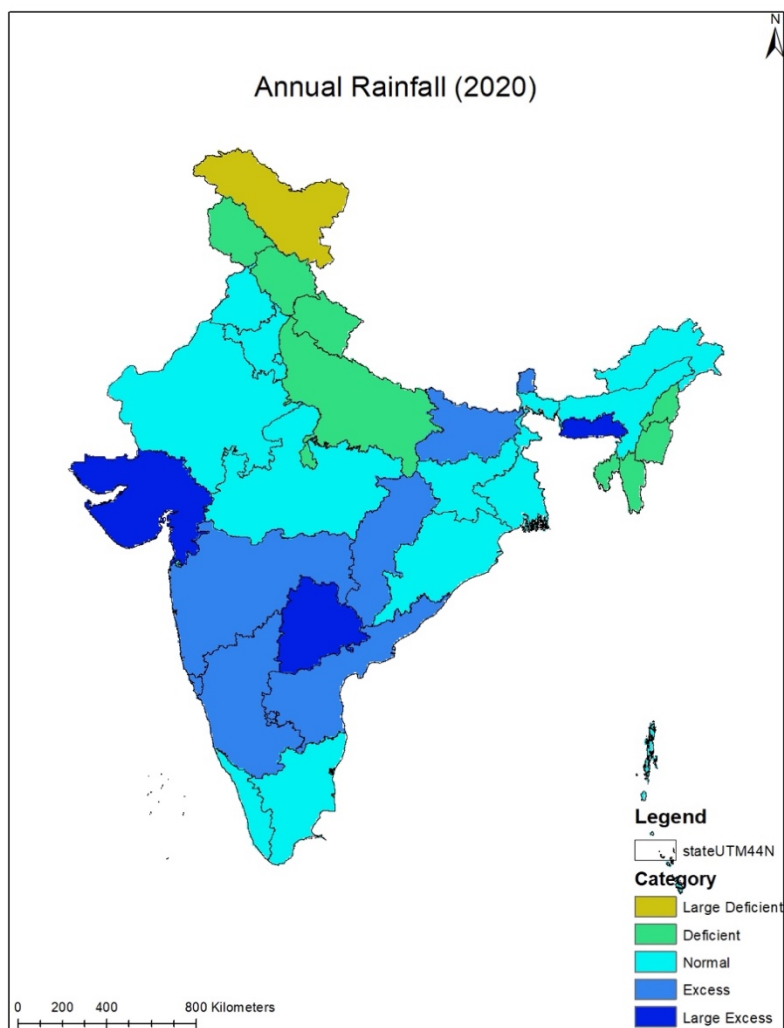 N
Annual Rainfall (2020)
Legend
stateUTM44N
Category
Large Deficient
Deficient
Normal
Excess
Large Excess
0 200 400 800 Kilometers